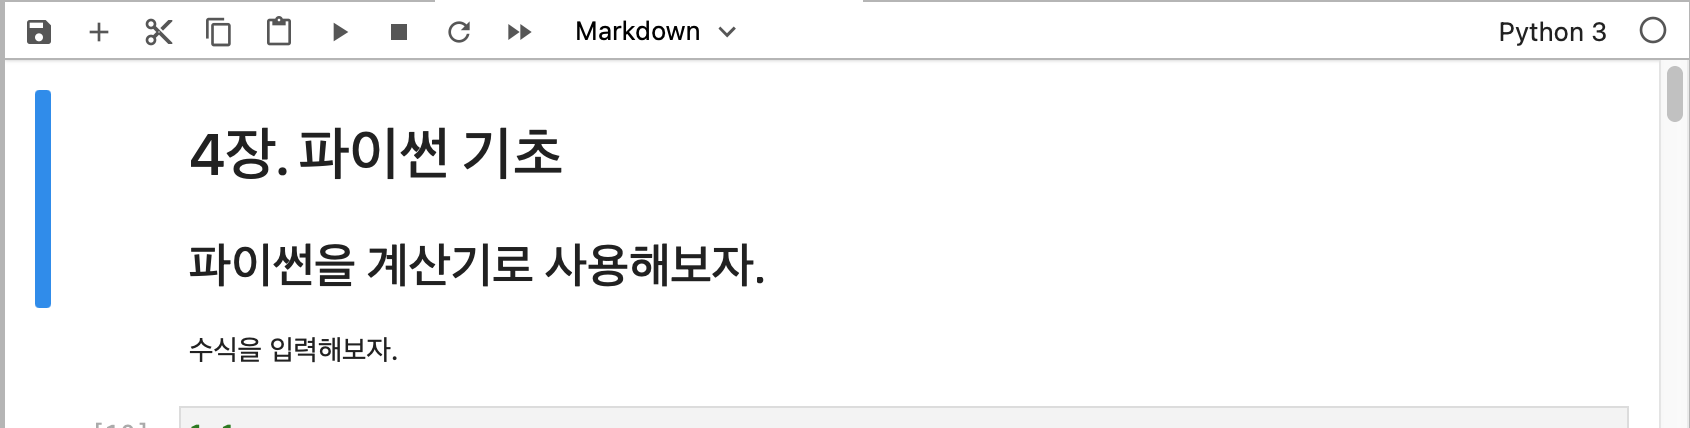 Markdown
Python 3
4장. 파이썬 기초
파이썬을 계산기로 사용해보자.
수식을 입력해보자.